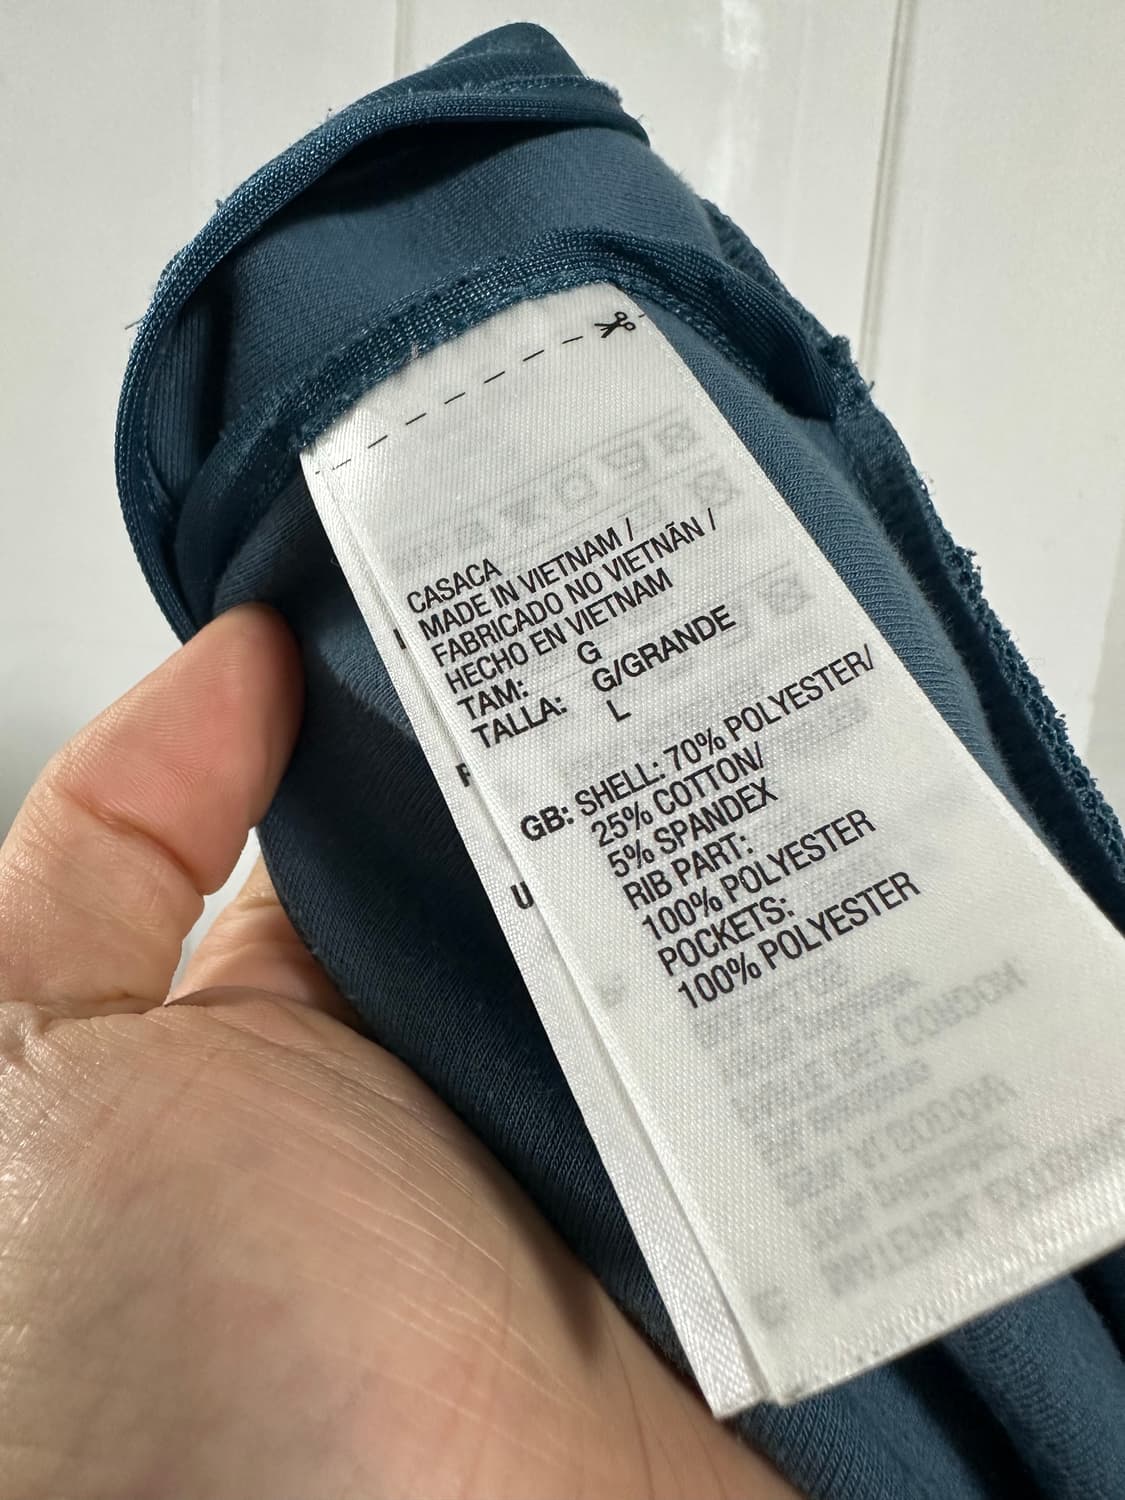 CASACA
MADE IN VIETNAM /
FABRICADO NO VIETNÃN /
HECHO EN VIETNAM
TAM: G
TALLA: G/GRANDE
L
GB: SHELL: 70% POLYESTER/
25% COTTON/
5% SPANDEX
RIB PART:
100% POLYESTER
POCKETS:
100% POLYESTER